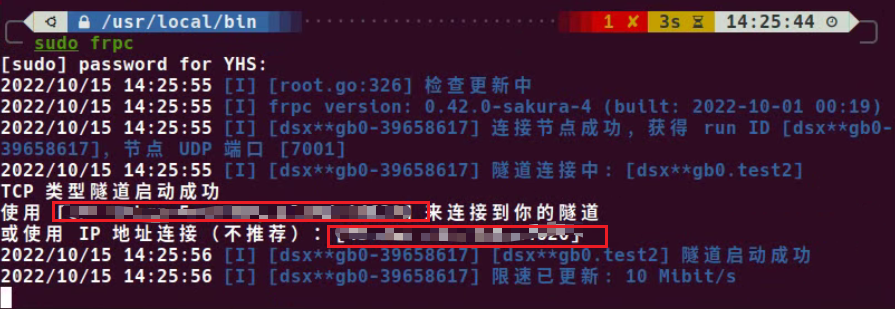 /usr/local/bin 1 ✘ 3s 14:25:44
sudo frpc
[sudo] password for YHS:
2022/10/15 14:25:55 [I] [root.go:326] 检查更新中
2022/10/15 14:25:55 [I] frpc version: 0.42.0-sakura-4 (built: 2022-10-01 00:19)
2022/10/15 14:25:55 [I] [dsx**gb0-39658617] 连接节点成功, 获得 run ID [dsx**gb0-
39658617], 节点 UDP 端口 [7001]
2022/10/15 14:25:55 [I] [dsx**gb0-39658617] 隧道连接中: [dsx**gb0.test2]
TCP 类型隧道启动成功
使用 [ ] 来连接到你的隧道
或使用 IP 地址连接（不推荐）: [ ]
2022/10/15 14:25:56 [I] [dsx**gb0-39658617] [dsx**gb0.test2] 隧道启动成功
2022/10/15 14:25:56 [I] [dsx**gb0-39658617] 限速已更新: 10 Mibit/s